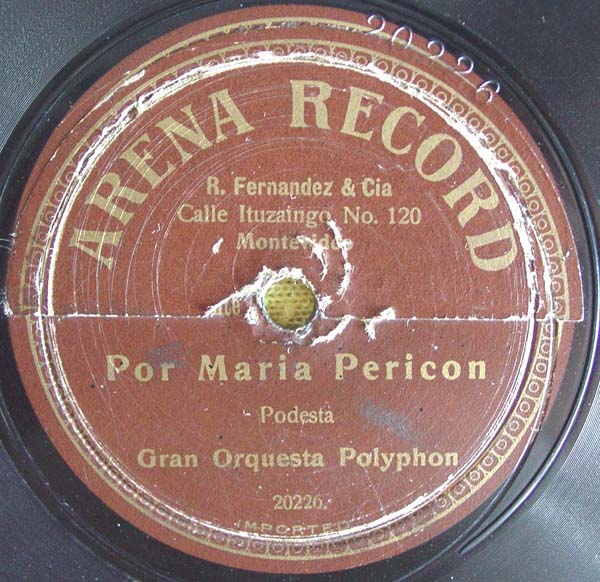 20226
ARENA RECORD
R. Fernandez & Cia
Calle Ituzaingo No. 120
Montevideo
Por Maria Pericon
Podesta
Gran Orquesta Polyphon
20226.
IMPORTED